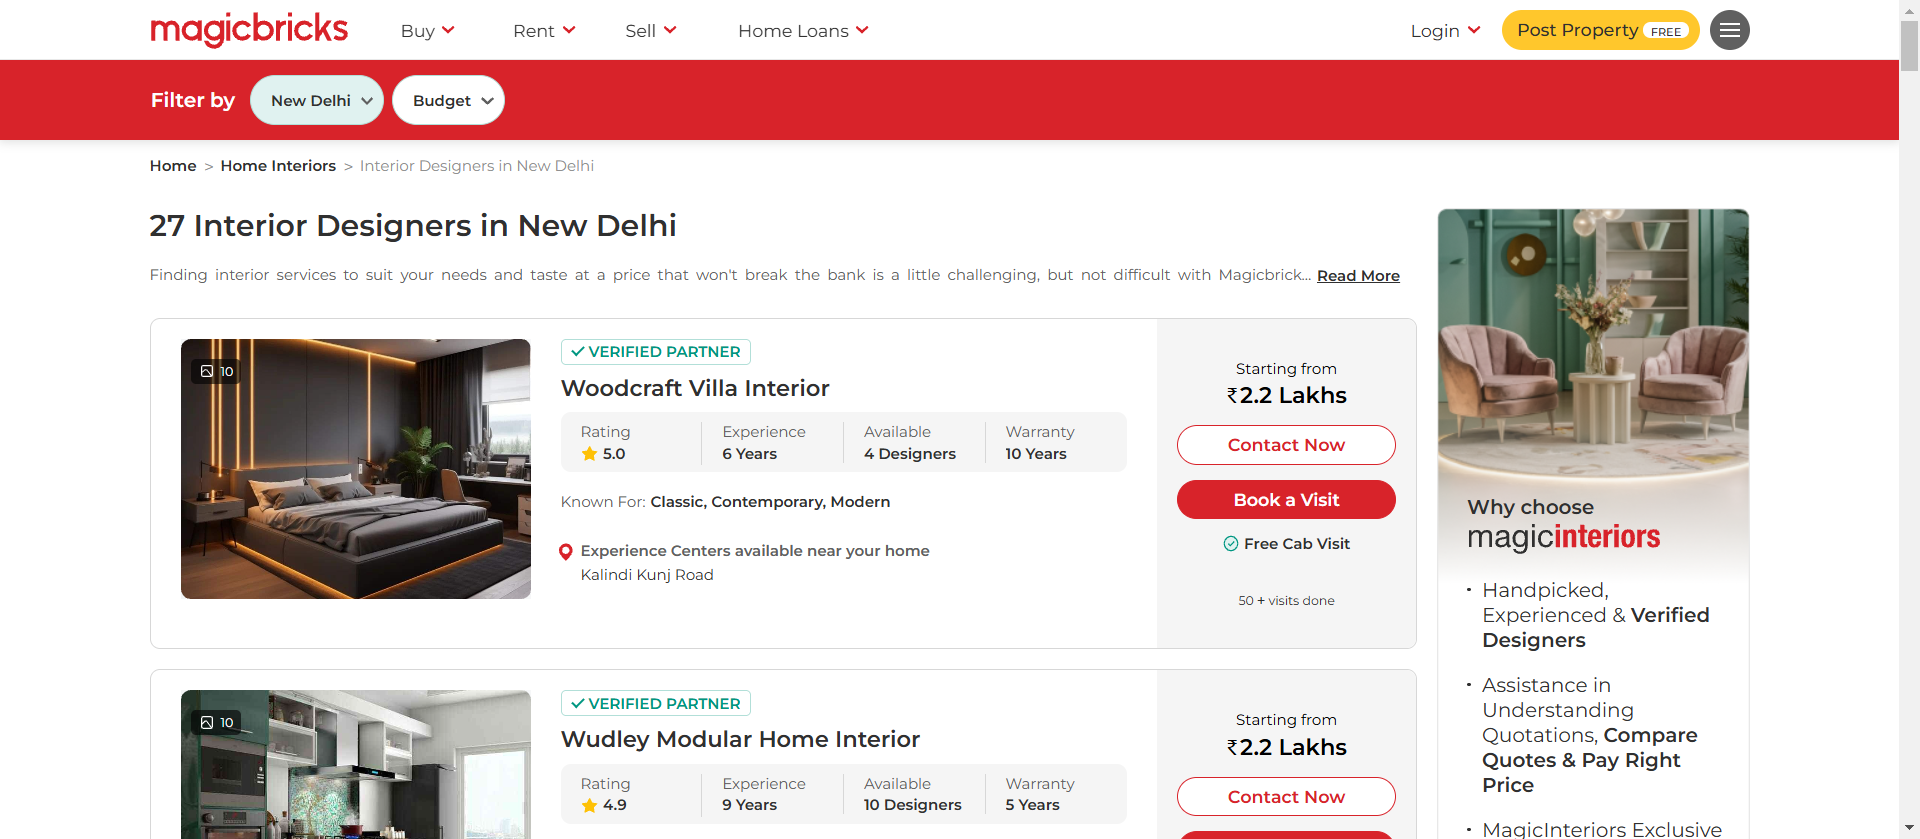 magicbricks
Buy
Rent
Sell
Home Loans
Login
Post Property FREE
Filter by
New Delhi
Budget
Home > Home Interiors > Interior Designers in New Delhi
27 Interior Designers in New Delhi
Finding interior services to suit your needs and taste at a price that won't break the bank is a little challenging, but not difficult with Magicbrick... Read More
10
VERIFIED PARTNER
Woodcraft Villa Interior
Rating
5.0
Experience
6 Years
Available
4 Designers
Warranty
10 Years
Known For: Classic, Contemporary, Modern
Experience Centers available near your home
Kalindi Kunj Road
Starting from
₹2.2 Lakhs
Contact Now
Book a Visit
Free Cab Visit
50 + visits done
10
VERIFIED PARTNER
Wudley Modular Home Interior
Rating
4.9
Experience
9 Years
Available
10 Designers
Warranty
5 Years
Starting from
₹2.2 Lakhs
Contact Now
Why choose
magicinteriors
· Handpicked,
Experienced & Verified
Designers
· Assistance in
Understanding
Quotations, Compare
Quotes & Pay Right
Price
· MagicInteriors Exclusive